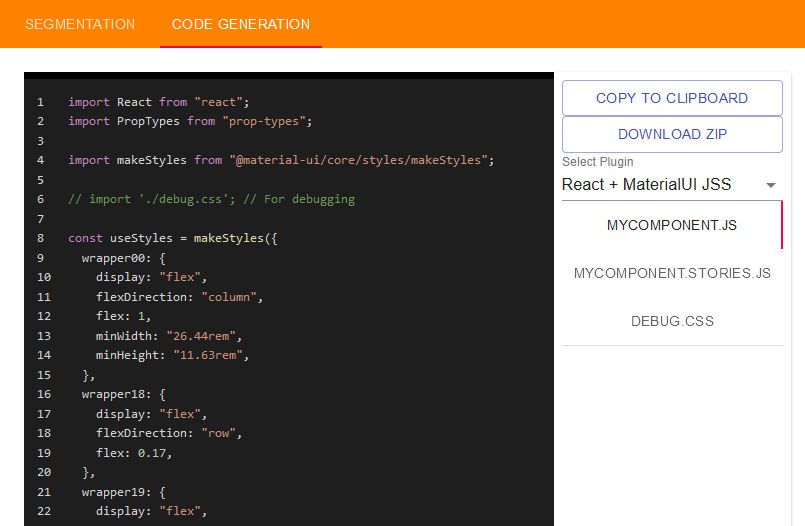 SEGMENTATION
CODE GENERATION
1 import React from "react";
2 import PropTypes from "prop-types";
3
4 import makeStyles from "@material-ui/core/styles/makeStyles";
5
6 // import './debug.css'; // For debugging
7
8 const useStyles = makeStyles({
9 wrapper00: {
10 display: "flex",
11 flexDirection: "column",
12 flex: 1,
13 minWidth: "26.44rem",
14 minHeight: "11.63rem",
15 },
16 wrapper18: {
17 display: "flex",
18 flexDirection: "row",
19 flex: 0.17,
20 },
21 wrapper19: {
22 display: "flex",
COPY TO CLIPBOARD
DOWNLOAD ZIP
Select Plugin
React + MaterialUI JSS
MYCOMPONENT.JS
MYCOMPONENT.STORIES.JS
DEBUG.CSS